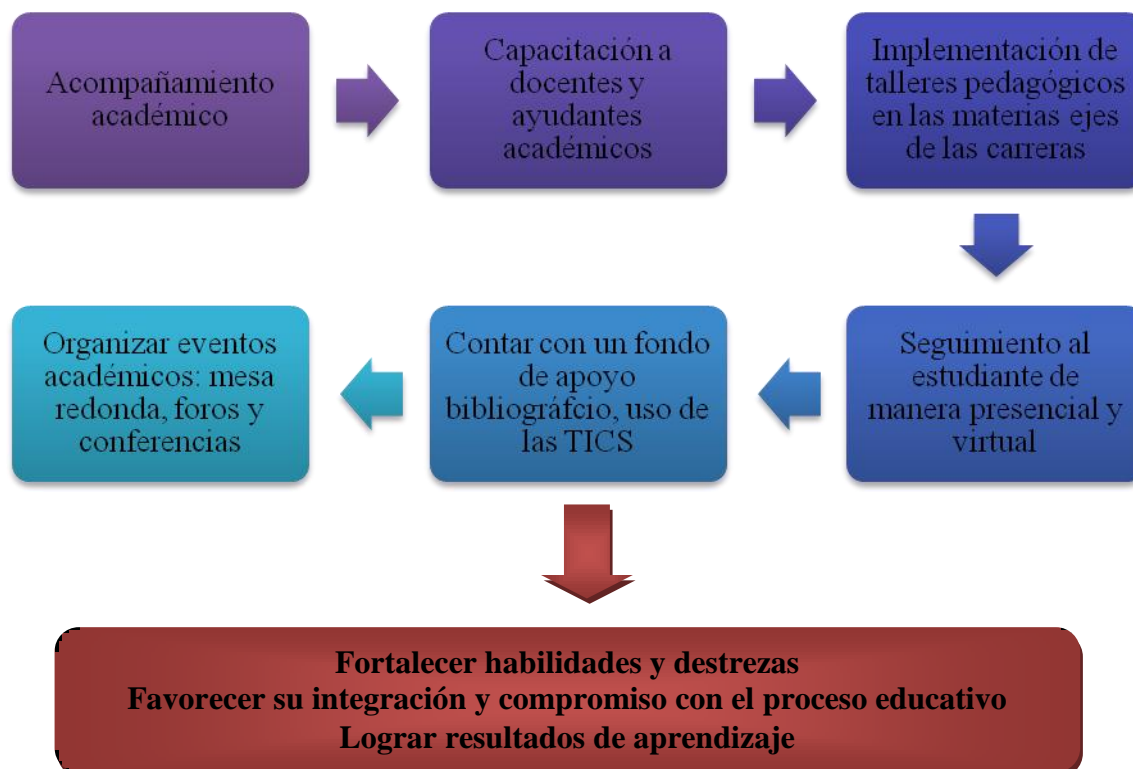 Acompañamiento
académico
Capacitación a
docentes y
ayudantes
académicos
Implementación de
talleres pedagógicos
en las materias ejes
de las carreras
Seguimiento al
estudiante de
manera presencial y
virtual
Contar con un fondo
de apoyo
bibliográfcio, uso de
las TICS
Organizar eventos
académicos: mesa
redonda, foros y
conferencias
Fortalecer habilidades y destrezas
Favorecer su integración y compromiso con el proceso educativo
Lograr resultados de aprendizaje